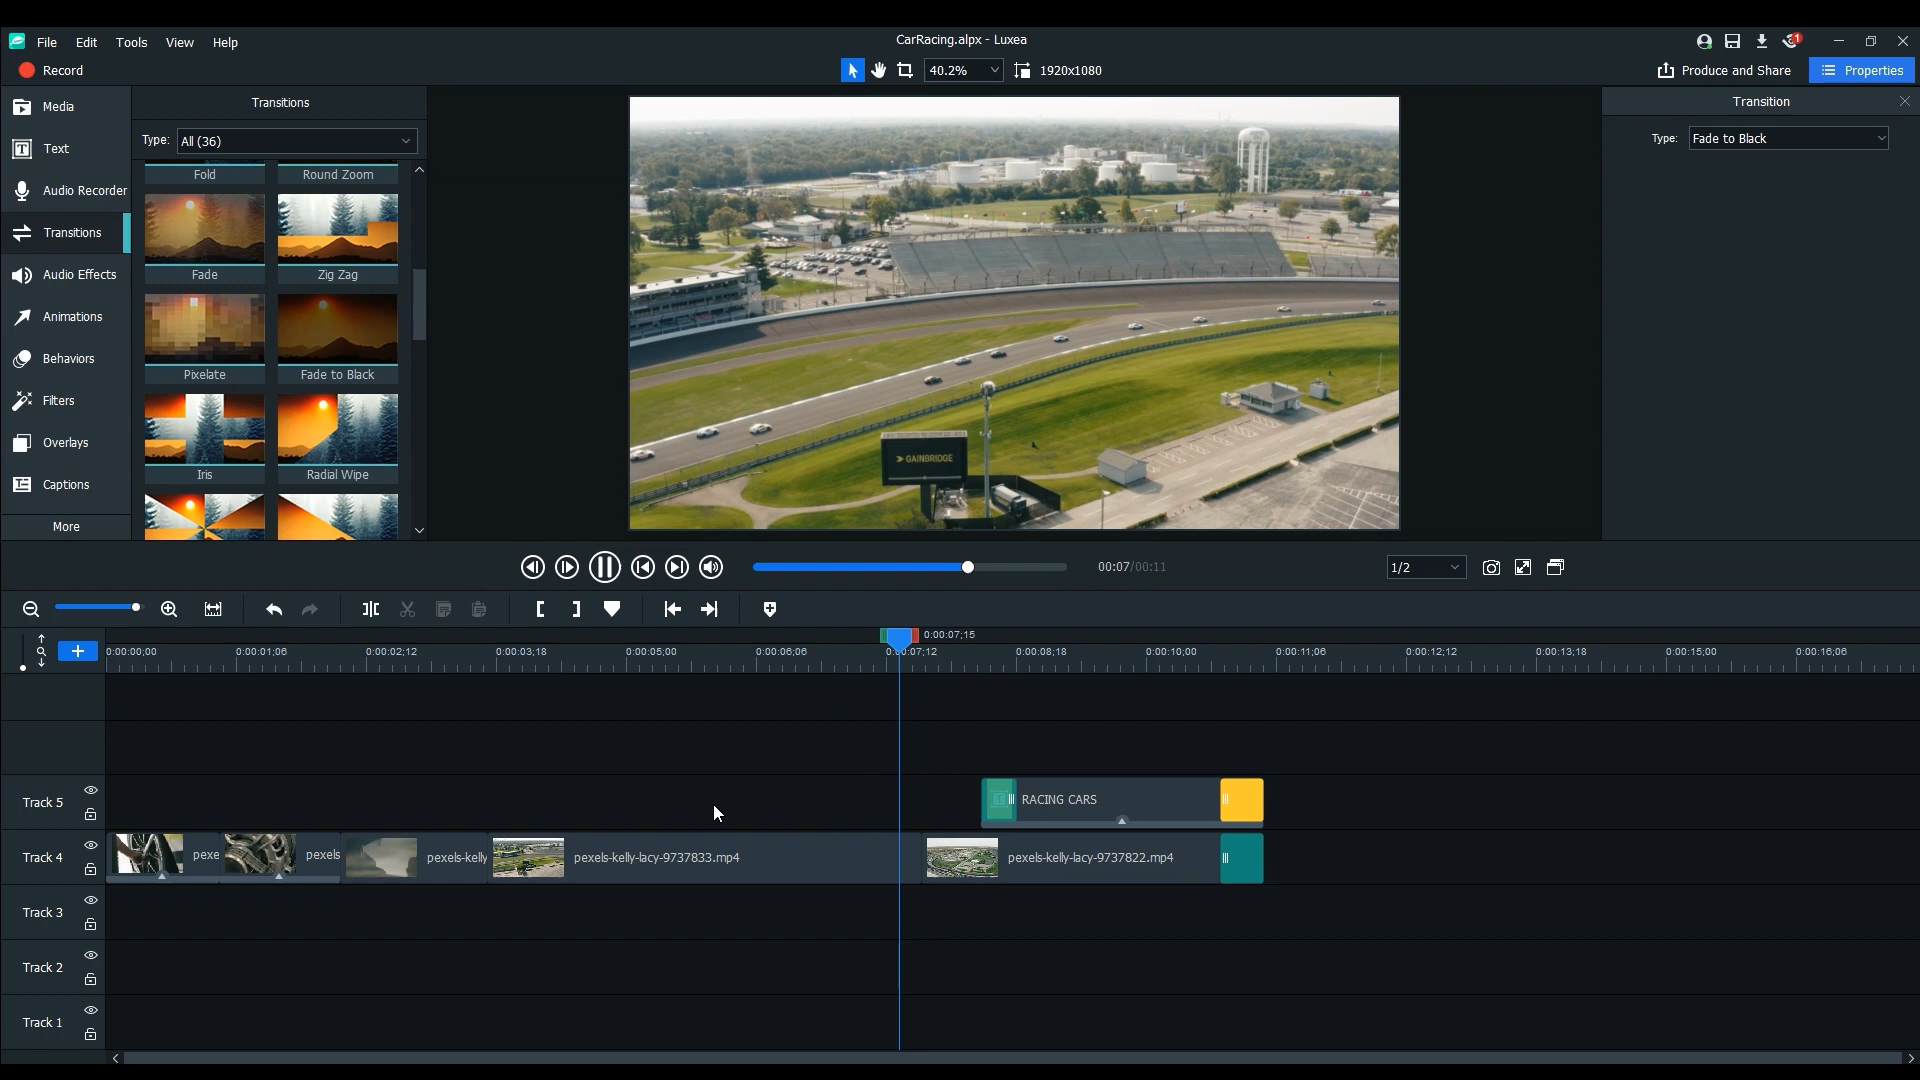 File Edit Tools View Help
CarRacing.alpx - Luxea
1
Record
40.2%
1920x1080
Produce and Share
Properties
Media
Text
Audio Recorder
Transitions
Audio Effects
Animations
Behaviors
Filters
Overlays
Captions
More
Transitions
Type: All (36)
Fold Round Zoom
Fade Zig Zag
Pixelate Fade to Black
Iris Radial Wipe
GAINBRIDGE
Transition
Type: Fade to Black
00:07/00:11
1/2
0:00:07;15
0:00:00;00 0:00:01;06 0:00:02;12 0:00:03;18 0:00:05;00 0:00:06;06 0:00:07;12 0:00:08;18 0:00:10;00 0:00:11;06 0:00:12;12 0:00:13;18 0:00:15;00 0:00:16;06
Track 5
RACING CARS
Track 4
pexe pexels pexels-kelly pexels-kelly-lacy-9737833.mp4 pexels-kelly-lacy-9737822.mp4
Track 3
Track 2
Track 1